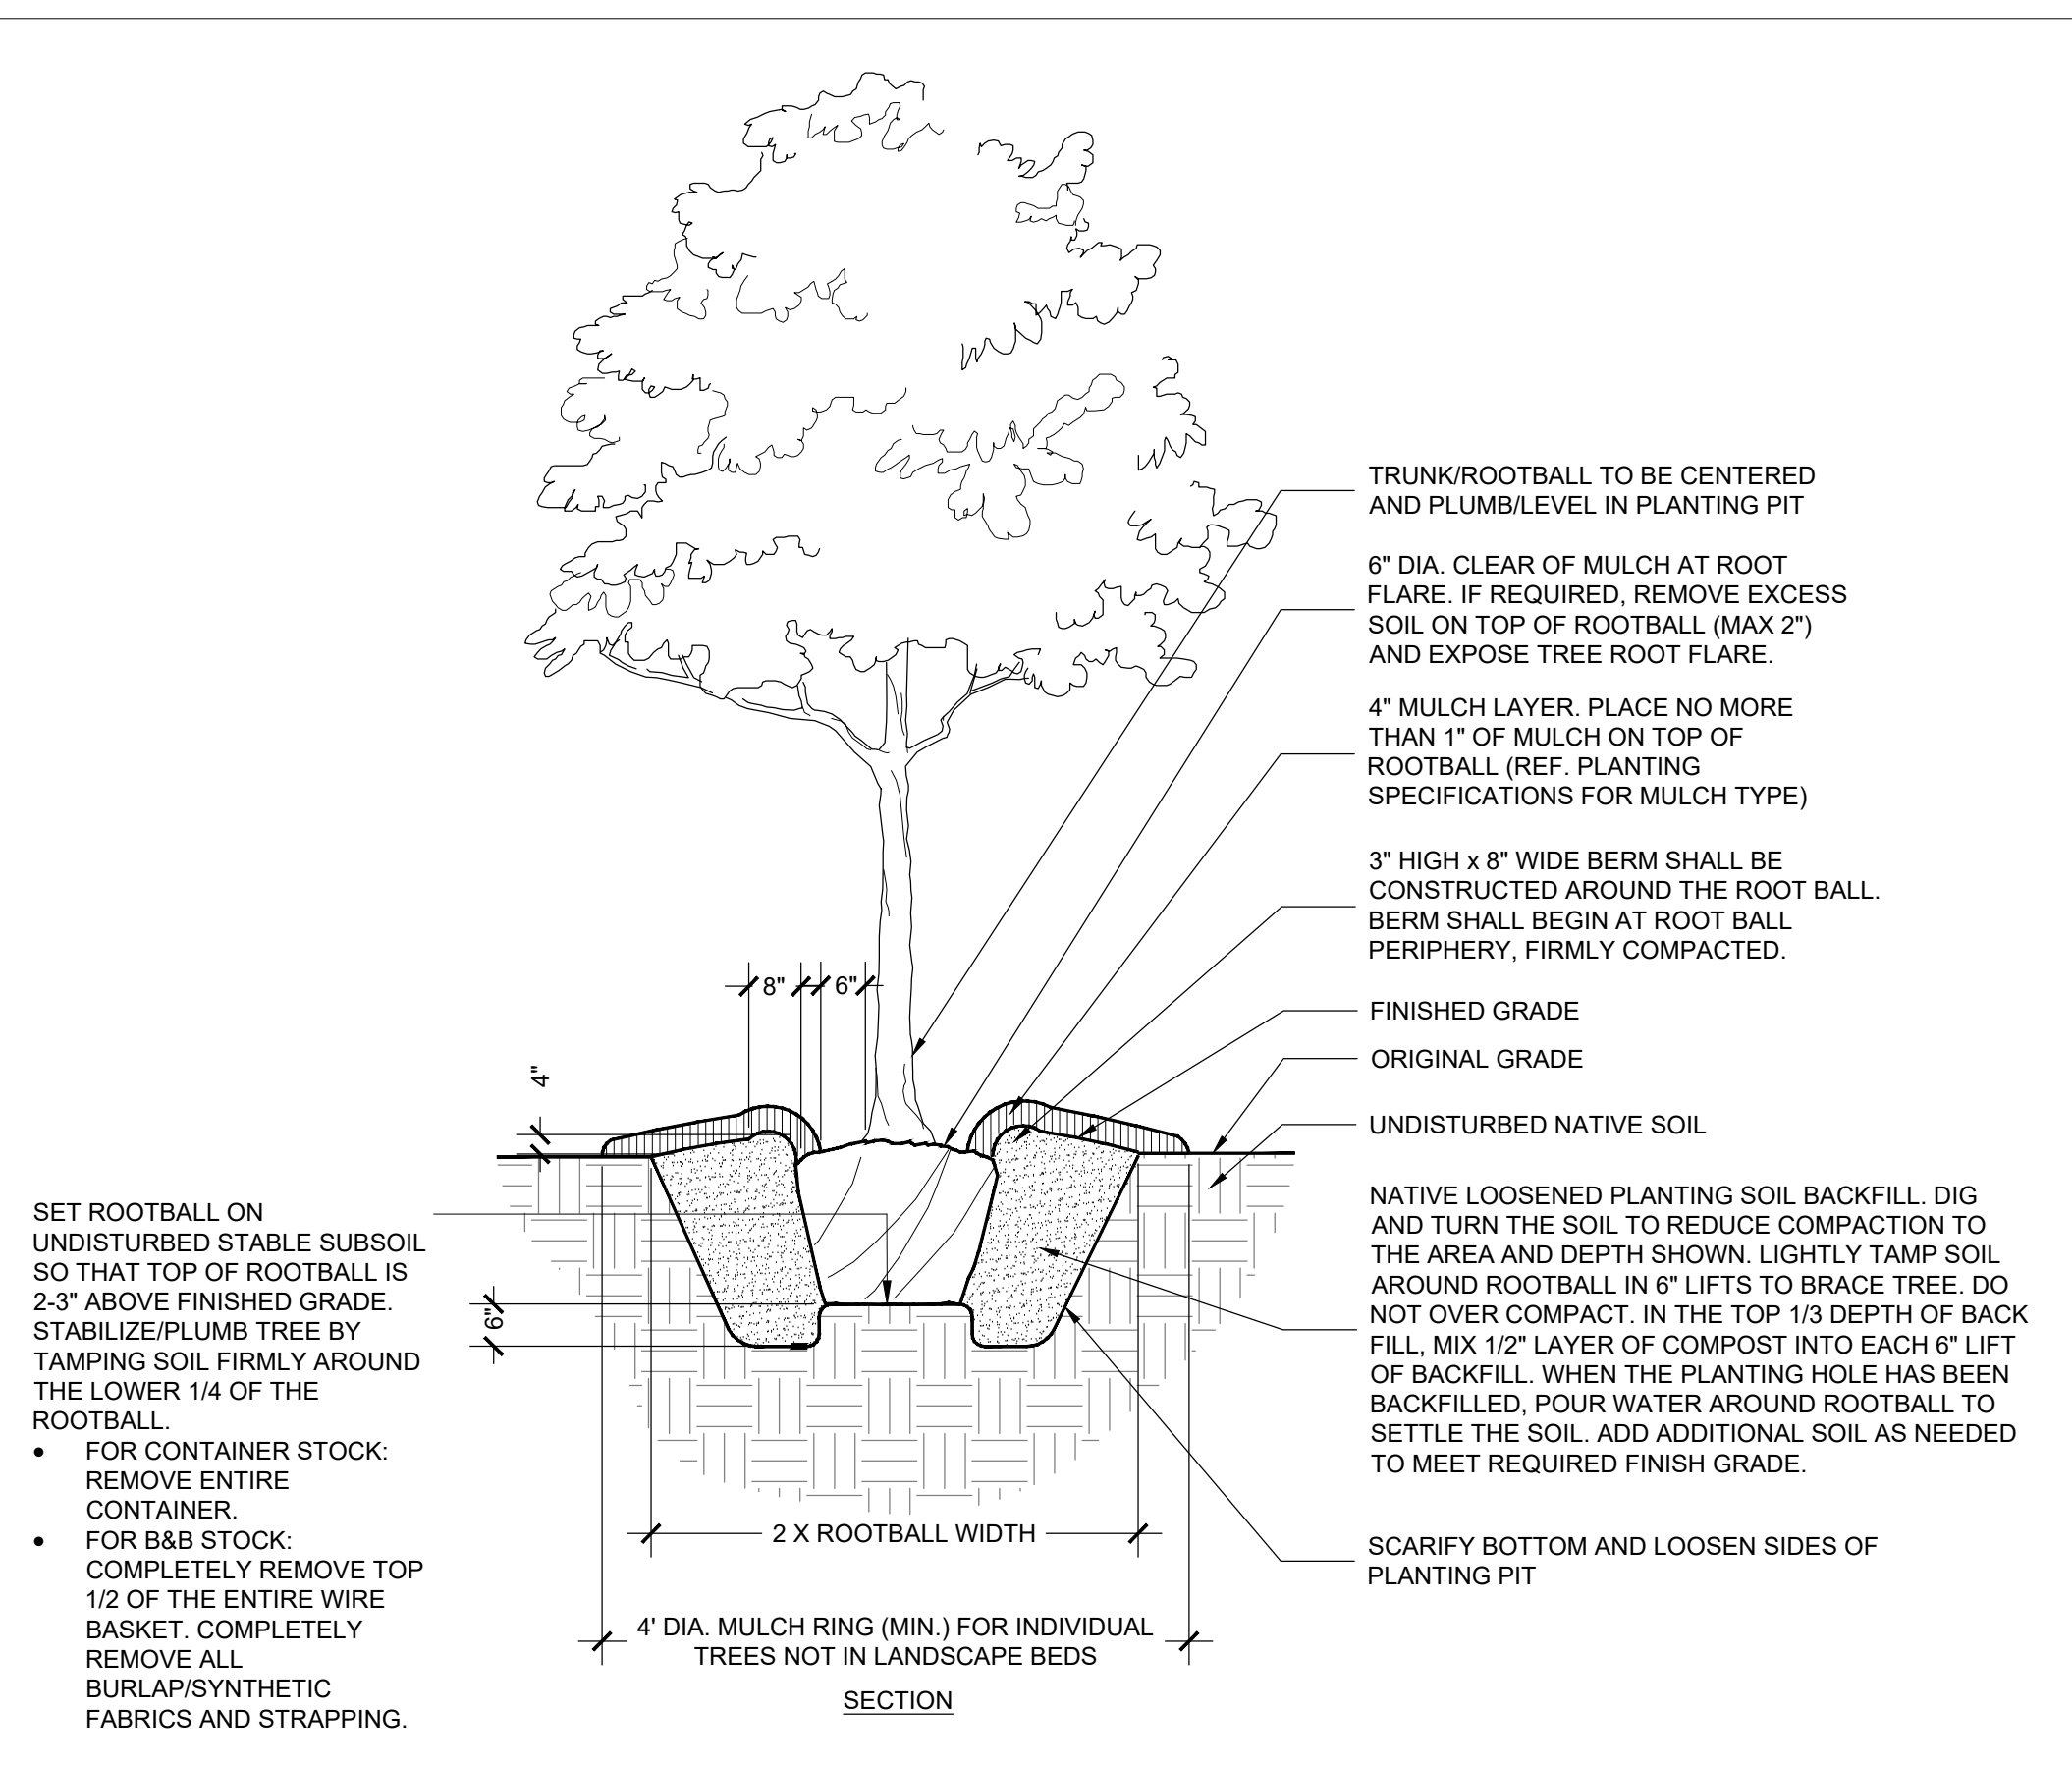 TRUNK/ROOTBALL TO BE CENTERED
AND PLUMB/LEVEL IN PLANTING PIT
6" DIA. CLEAR OF MULCH AT ROOT
FLARE. IF REQUIRED, REMOVE EXCESS
SOIL ON TOP OF ROOTBALL (MAX 2")
AND EXPOSE TREE ROOT FLARE.
4" MULCH LAYER. PLACE NO MORE
THAN 1" OF MULCH ON TOP OF
ROOTBALL (REF. PLANTING
SPECIFICATIONS FOR MULCH TYPE)
3" HIGH x 8" WIDE BERM SHALL BE
CONSTRUCTED AROUND THE ROOT BALL.
BERM SHALL BEGIN AT ROOT BALL
PERIPHERY, FIRMLY COMPACTED.
8"
6"
FINISHED GRADE
ORIGINAL GRADE
4"
UNDISTURBED NATIVE SOIL
SET ROOTBALL ON
UNDISTURBED STABLE SUBSOIL
SO THAT TOP OF ROOTBALL IS
2-3" ABOVE FINISHED GRADE.
STABILIZE/PLUMB TREE BY
TAMPING SOIL FIRMLY AROUND
THE LOWER 1/4 OF THE
ROOTBALL.
• FOR CONTAINER STOCK:
REMOVE ENTIRE
CONTAINER.
• FOR B&B STOCK:
COMPLETELY REMOVE TOP
1/2 OF THE ENTIRE WIRE
BASKET. COMPLETELY
REMOVE ALL
BURLAP/SYNTHETIC
FABRICS AND STRAPPING.
6"
NATIVE LOOSENED PLANTING SOIL BACKFILL. DIG
AND TURN THE SOIL TO REDUCE COMPACTION TO
THE AREA AND DEPTH SHOWN. LIGHTLY TAMP SOIL
AROUND ROOTBALL IN 6" LIFTS TO BRACE TREE. DO
NOT OVER COMPACT. IN THE TOP 1/3 DEPTH OF BACK
FILL, MIX 1/2" LAYER OF COMPOST INTO EACH 6" LIFT
OF BACKFILL. WHEN THE PLANTING HOLE HAS BEEN
BACKFILLED, POUR WATER AROUND ROOTBALL TO
SETTLE THE SOIL. ADD ADDITIONAL SOIL AS NEEDED
TO MEET REQUIRED FINISH GRADE.
2 X ROOTBALL WIDTH
SCARIFY BOTTOM AND LOOSEN SIDES OF
PLANTING PIT
4' DIA. MULCH RING (MIN.) FOR INDIVIDUAL
TREES NOT IN LANDSCAPE BEDS
SECTION